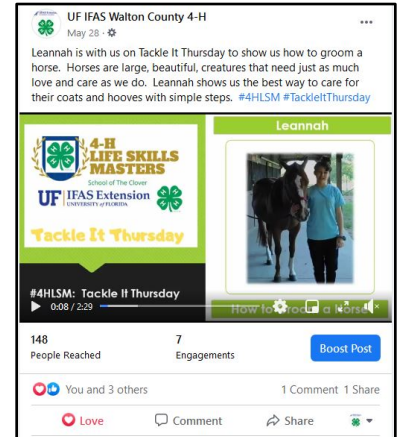 UF IFAS Walton County 4-H
May 28 ·
Leannah is with us on Tackle It Thursday to show us how to groom a
horse. Horses are large, beautiful, creatures that need just as much
love and care as we do. Leannah shows us the best way to care for
their coats and hooves with simple steps. #4HLSM #TackleItThursday
4-H
LIFE SKILLS
MASTERS
School of The Clover
UF IFAS Extension
UNIVERSITY of FLORIDA
Tackle It Thursday
Leannah
#4HLSM: Tackle It Thursday
0:08 / 2:29
How to Groom a Horse
148
People Reached
7
Engagements
Boost Post
You and 3 others
1 Comment 1 Share
Love
Comment
Share